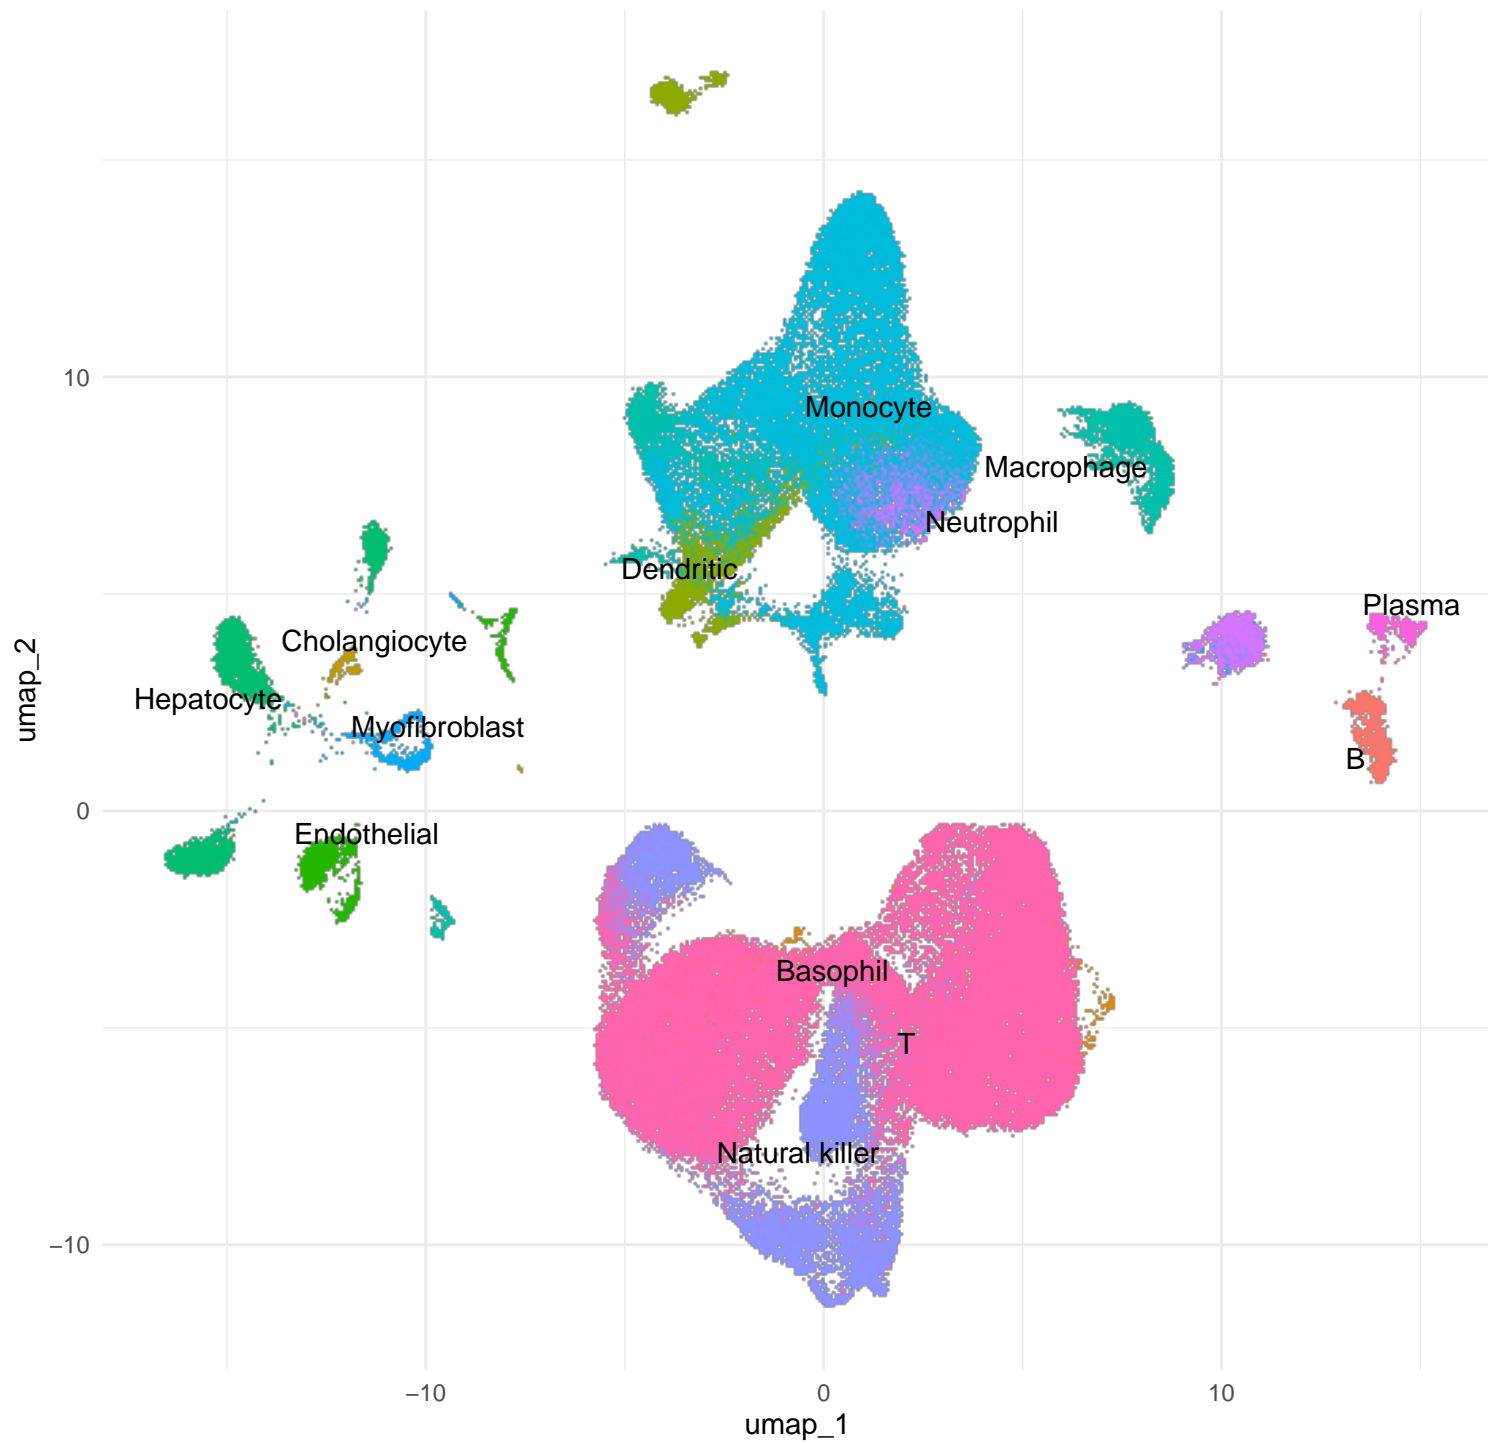 Monocyte
Macrophage
Neutrophil
Dendritic
Plasma
Cholangiocyte
Hepatocyte
Myofibroblast
B
Endothelial
Basophil
T
Natural killer
10
0
−10
umap_2
−10
0
10
umap_1